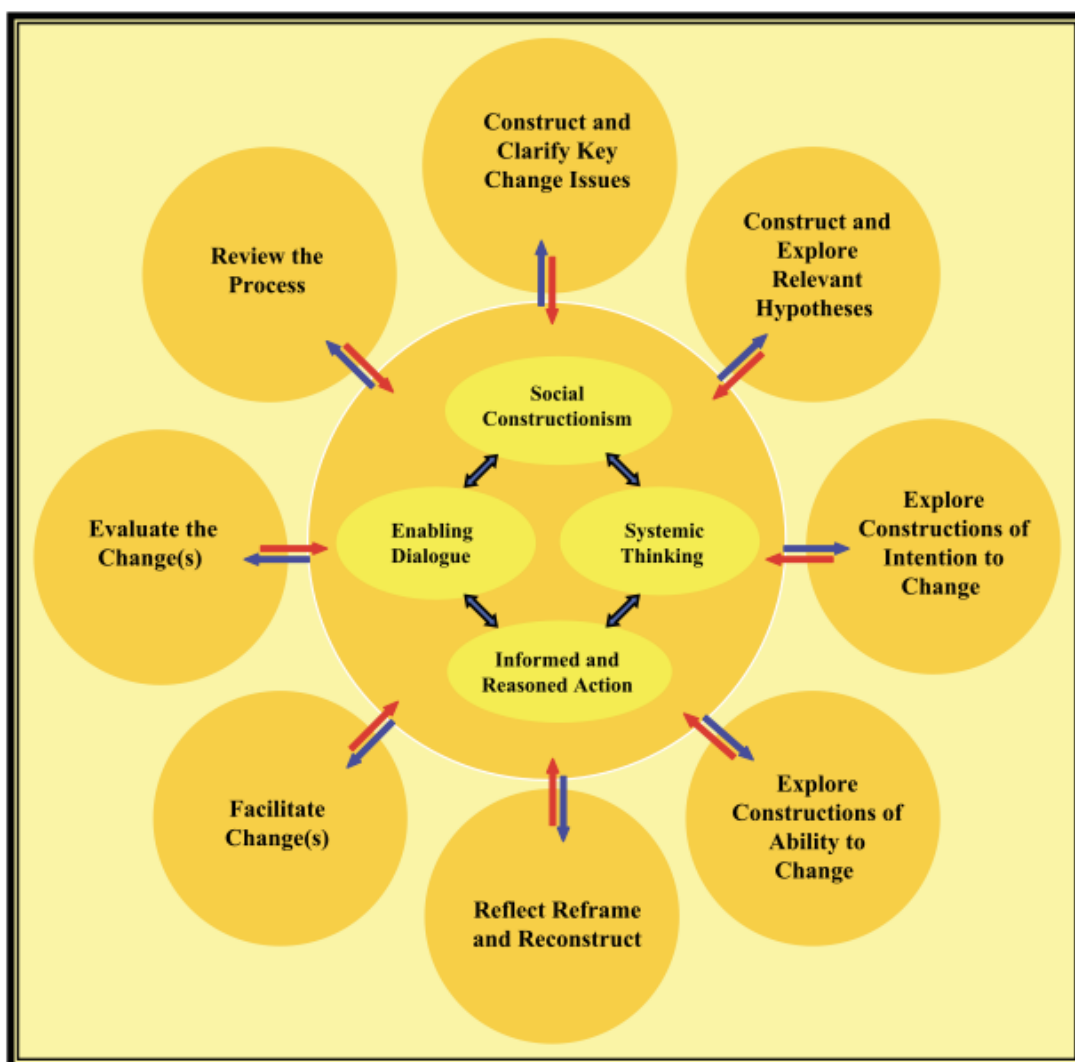 Construct and
Clarify Key
Change Issues
Construct and
Explore
Relevant
Hypotheses
Explore
Constructions of
Intention to
Change
Explore
Constructions of
Ability to
Change
Reflect Reframe
and Reconstruct
Facilitate
Change(s)
Evaluate the
Change(s)
Review the
Process
Social
Constructionism
Systemic
Thinking
Informed and
Reasoned Action
Enabling
Dialogue